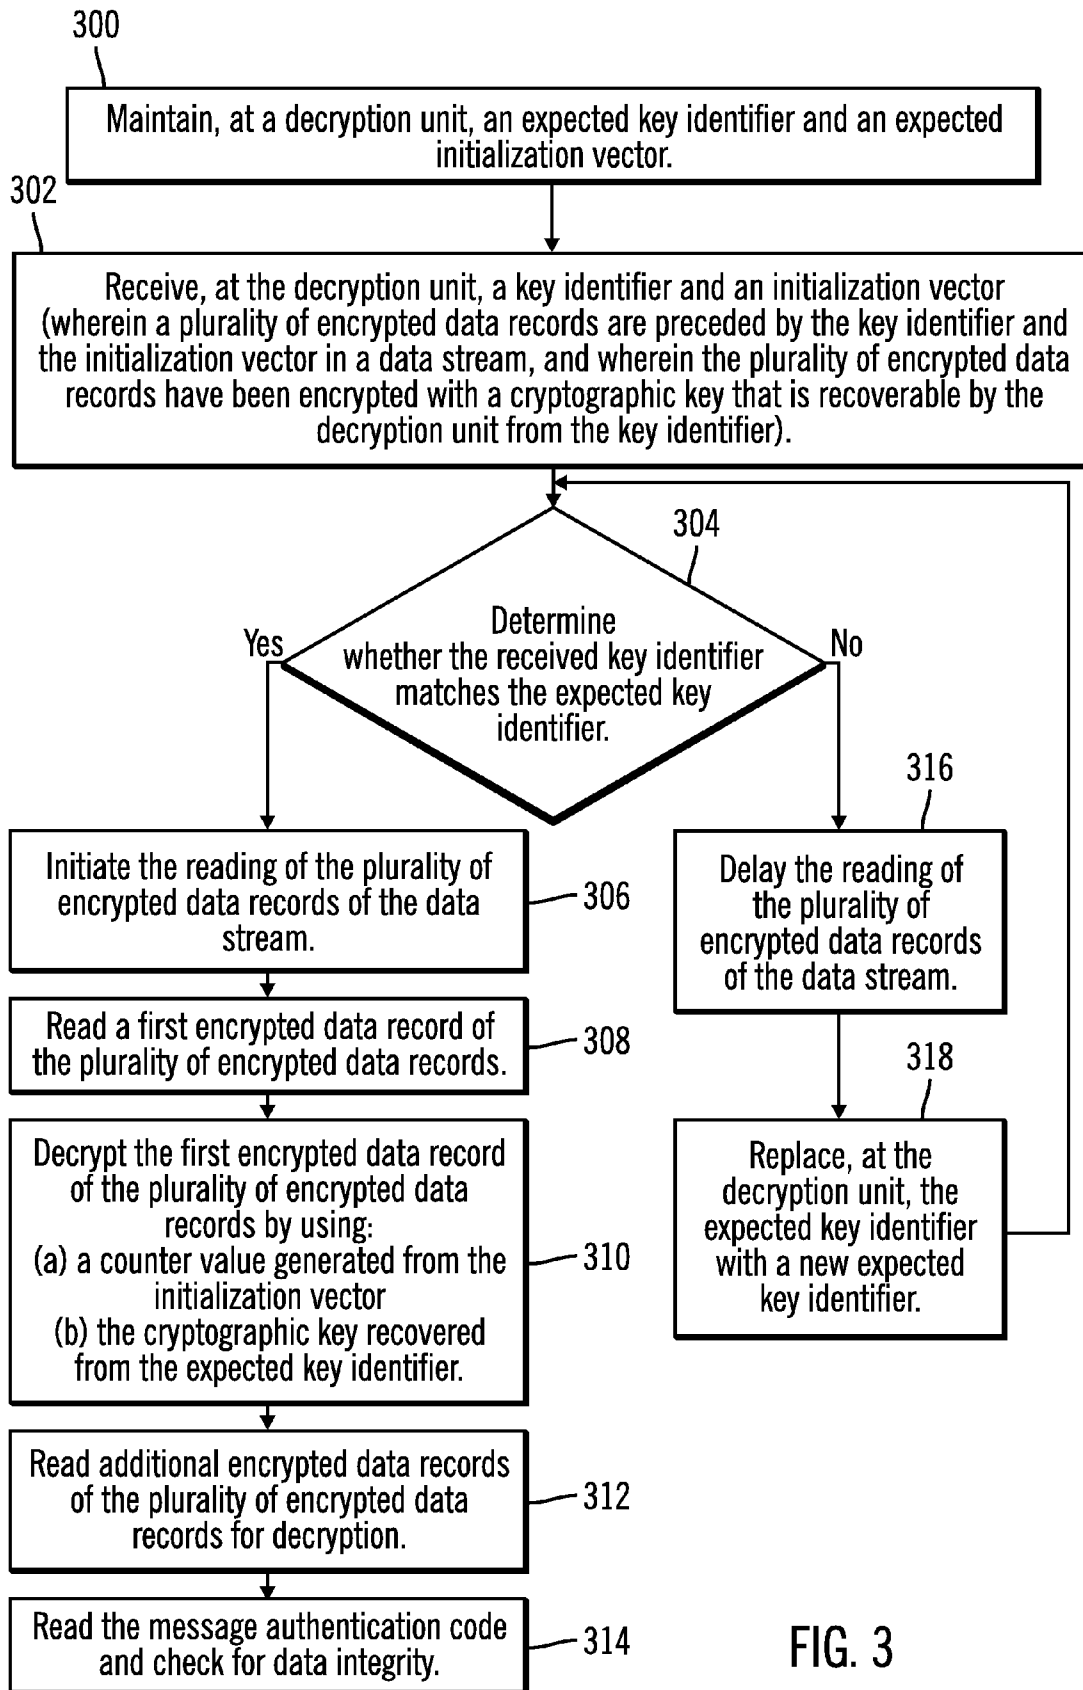 300
Maintain, at a decryption unit, an expected key identifier and an expected
initialization vector.
302
Receive, at the decryption unit, a key identifier and an initialization vector
(wherein a plurality of encrypted data records are preceded by the key identifier and
the initialization vector in a data stream, and wherein the plurality of encrypted data
records have been encrypted with a cryptographic key that is recoverable by the
decryption unit from the key identifier).
304
Determine
whether the received key identifier
matches the expected key
identifier.
Yes
No
Initiate the reading of the plurality of
encrypted data records of the data
stream.
306
Read a first encrypted data record of
the plurality of encrypted data records.
308
Decrypt the first encrypted data record
of the plurality of encrypted data
records by using:
(a) a counter value generated from the
initialization vector
(b) the cryptographic key recovered
from the expected key identifier.
310
Read additional encrypted data records
of the plurality of encrypted data
records for decryption.
312
Read the message authentication code
and check for data integrity.
314
316
Delay the reading of
the plurality of
encrypted data records
of the data stream.
318
Replace, at the
decryption unit, the
expected key identifier
with a new expected
key identifier.
FIG. 3